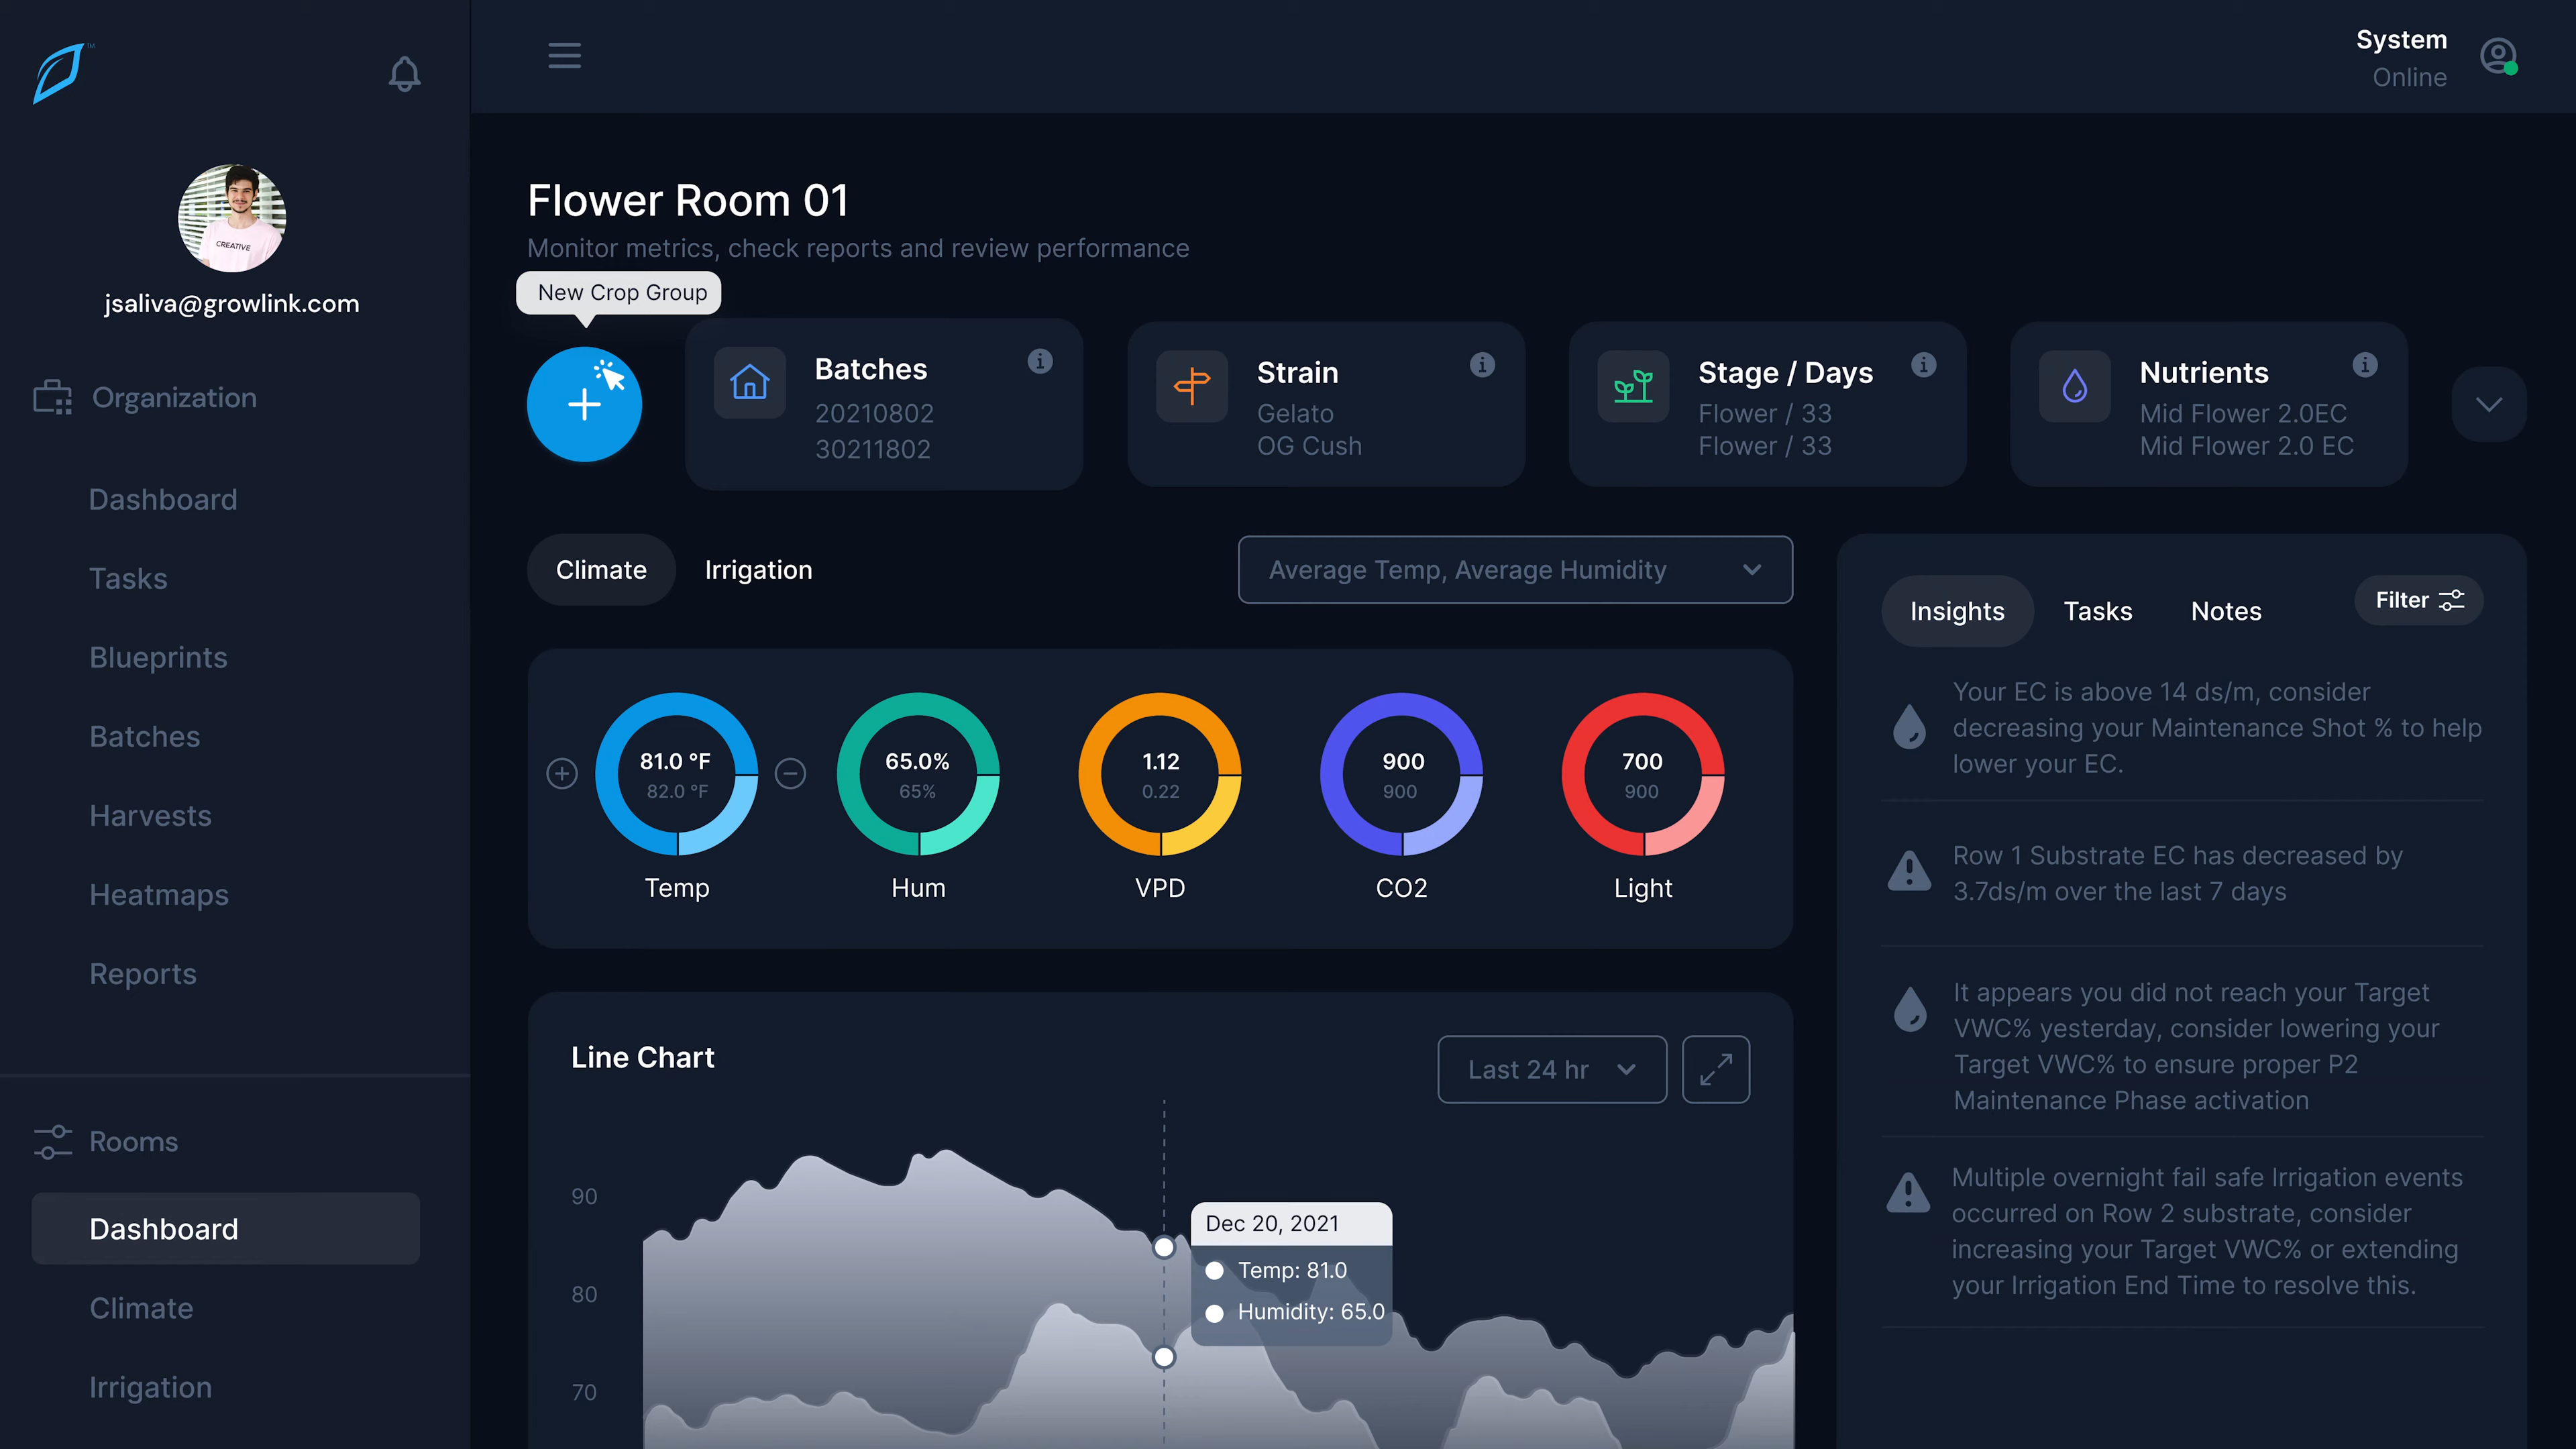 TM
System
Online
CREATIVE
jsaliva@growlink.com
Organization
Dashboard
Tasks
Blueprints
Batches
Harvests
Heatmaps
Reports
Rooms
Dashboard
Climate
Irrigation
Flower Room 01
Monitor metrics, check reports and review performance
New Crop Group
Batches
20210802
30211802
Strain
Gelato
OG Cush
Stage / Days
Flower / 33
Flower / 33
Nutrients
Mid Flower 2.0EC
Mid Flower 2.0 EC
Climate
Irrigation
Average Temp, Average Humidity
81.0 °F
82.0 °F
Temp
65.0%
65%
Hum
1.12
0.22
VPD
900
900
CO2
700
900
Light
Line Chart
Last 24 hr
90
80
70
Dec 20, 2021
Temp: 81.0
Humidity: 65.0
Insights
Tasks
Notes
Filter
Your EC is above 14 ds/m, consider
decreasing your Maintenance Shot % to help
lower your EC.
Row 1 Substrate EC has decreased by
3.7ds/m over the last 7 days
It appears you did not reach your Target
VWC% yesterday, consider lowering your
Target VWC% to ensure proper P2
Maintenance Phase activation
Multiple overnight fail safe Irrigation events
occurred on Row 2 substrate, consider
increasing your Target VWC% or extending
your Irrigation End Time to resolve this.